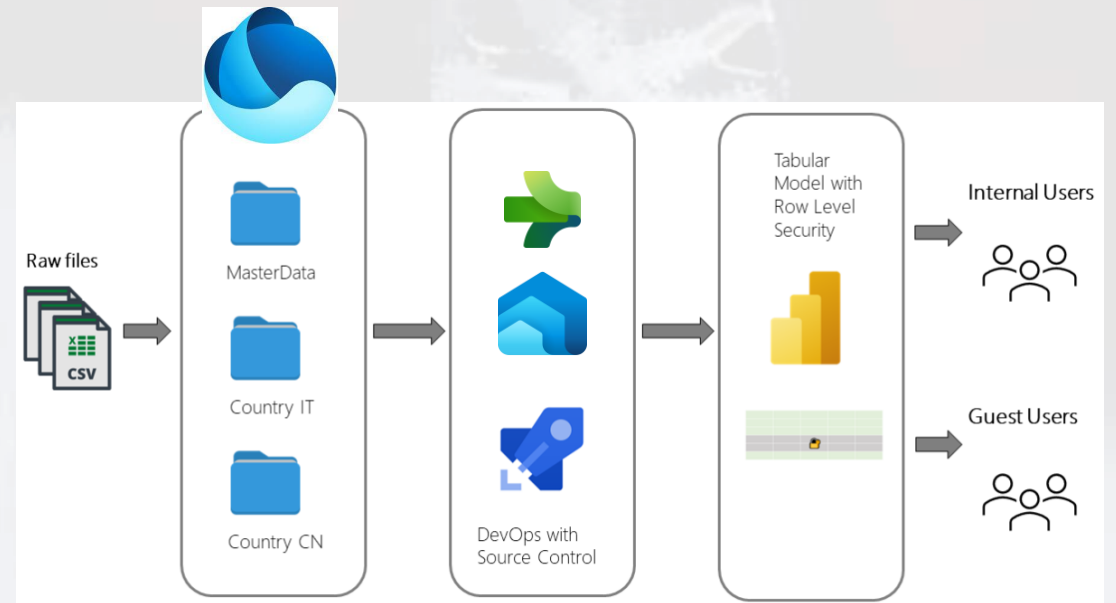 Raw files
X
CSV
MasterData
Country IT
Country CN
DevOps with
Source Control
Tabular
Model with
Row Level
Security
Internal Users
Guest Users